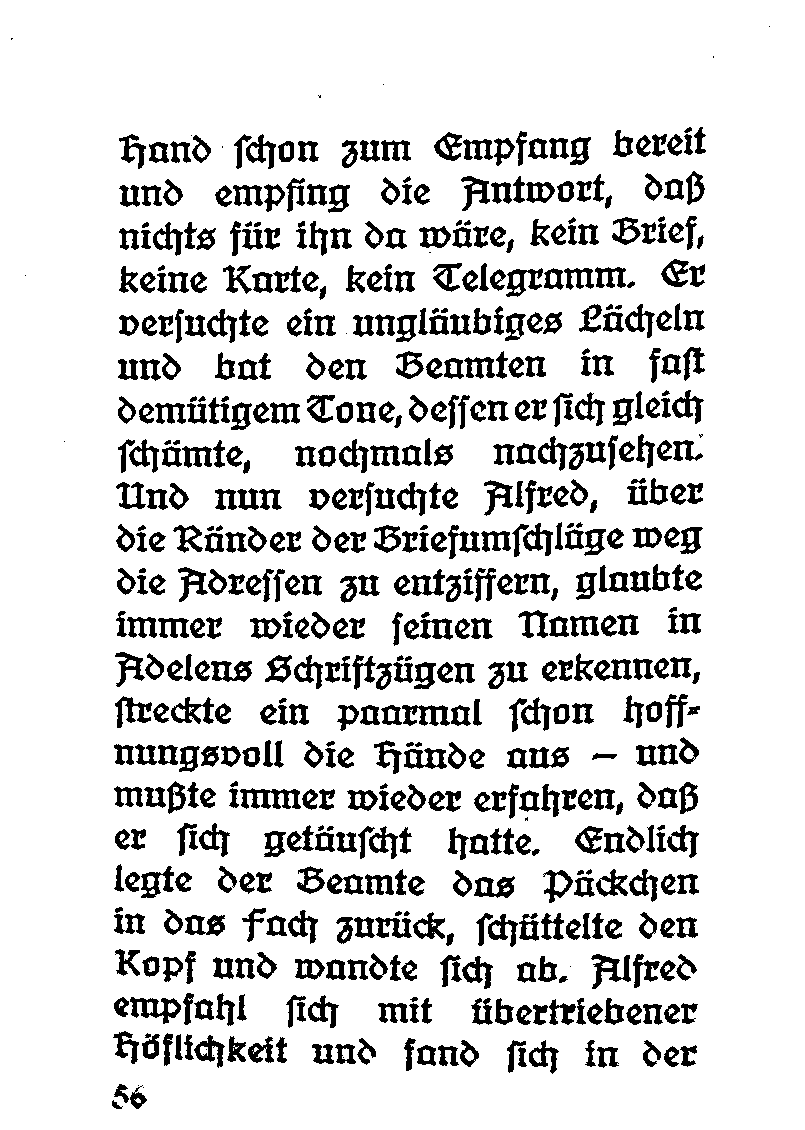 Hand schon zum Empfang bereit
und empfing die Antwort, daß
nichts für ihn da wäre, kein Brief,
keine Karte, kein Telegramm. Er
versuchte ein ungläubiges Lächeln
und bat den Beamten in fast
demütigem Tone, dessen er sich gleich
schämte, nochmals nachzusehen.
Und nun versuchte Alfred, über
die Ränder der Briefumschläge weg
die Adressen zu entziffern, glaubte
immer wieder seinen Namen in
Adelens Schriftzügen zu erkennen,
streckte ein paarmal schon hoff-
nungsvoll die Hände aus – und
mußte immer wieder erfahren, daß
er sich getäuscht hatte. Endlich
legte der Beamte das Päckchen
in das Fach zurück, schüttelte den
Kopf und wandte sich ab. Alfred
empfahl sich mit übertriebener
Höflichkeit und fand sich in der
56